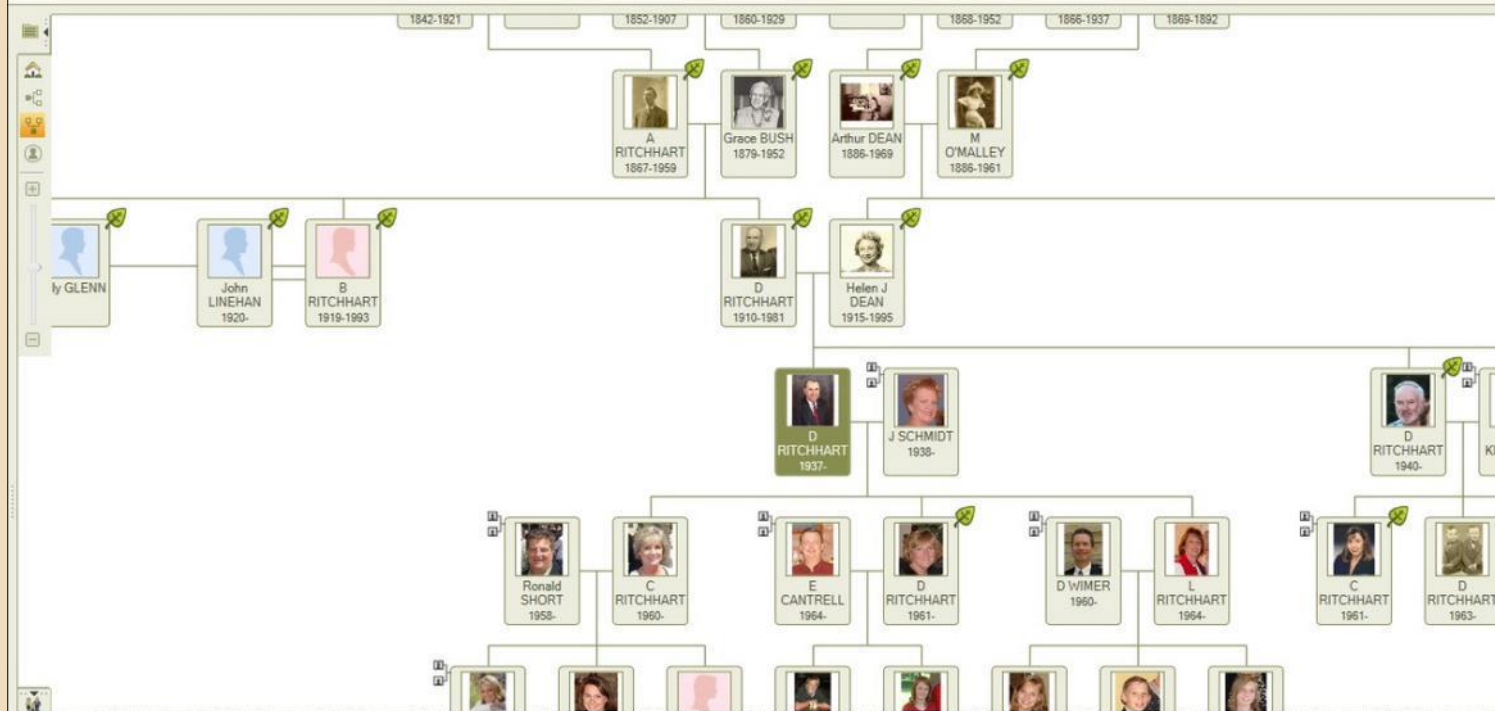 1842-1921
1852-1907
1860-1929
1868-1952
1866-1937
1869-1892
A
RITCHHART
1867-1959
Grace BUSH
1879-1952
Arthur DEAN
1886-1969
M
O'MALLEY
1886-1961
ly GLENN
John
LINEHAN
1920-
B
RITCHHART
1919-1993
D
RITCHHART
1910-1981
Helen J
DEAN
1915-1995
D
RITCHHART
1937-
J SCHMIDT
1938-
D
RITCHHART
1940-
Ronald
SHORT
1958-
C
RITCHHART
1960-
E
CANTRELL
1964-
D
RITCHHART
1961-
D WIMER
1960-
L
RITCHHART
1964-
C
RITCHHART
1961-
D
RITCHHART
1963-